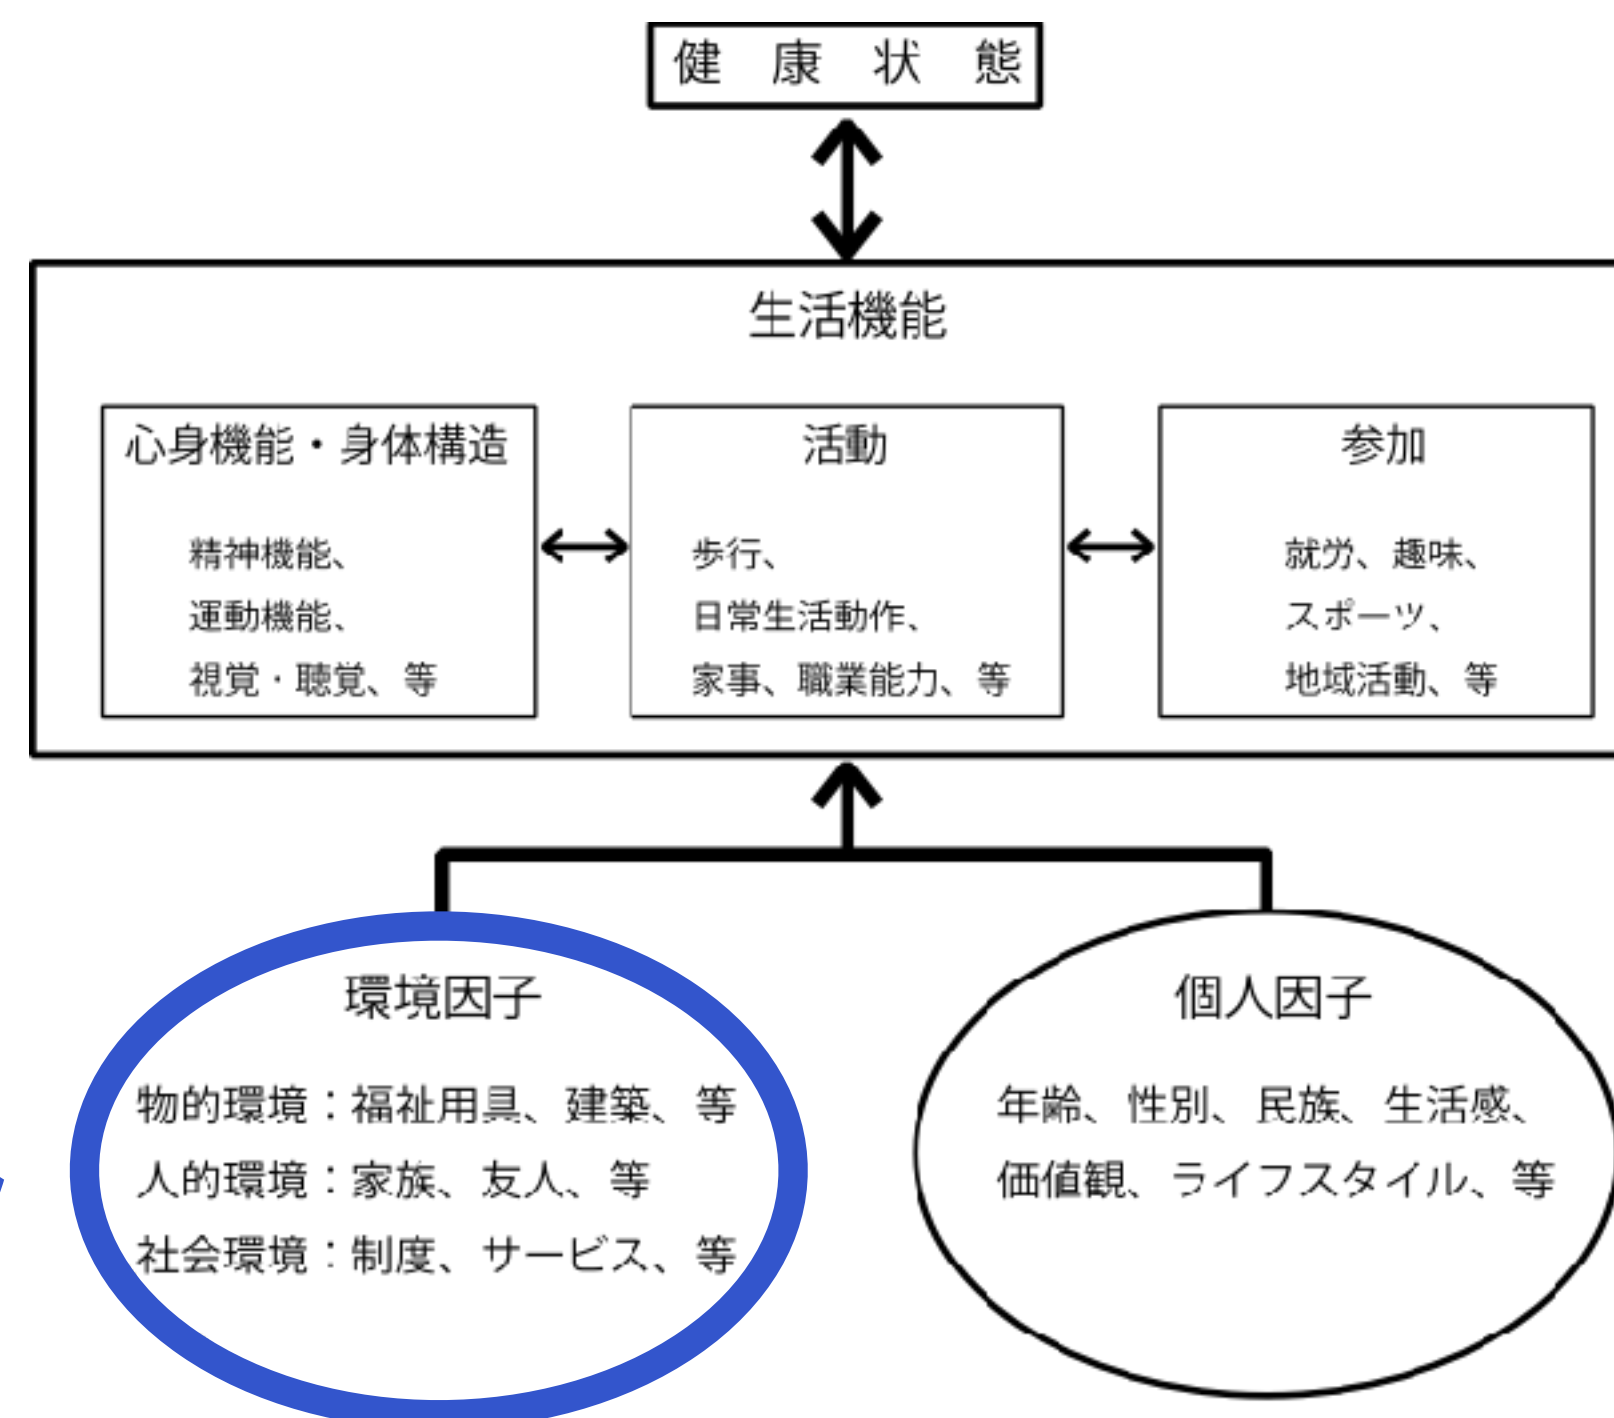 健 康 状 態
生活機能
心身機能・身体構造
精神機能、
運動機能、
視覚・聴覚、等
活動
歩行、
日常生活動作、
家事、職業能力、等
参加
就労、趣味、
スポーツ、
地域活動、等
環境因子
物的環境：福祉用具、建築、等
人的環境：家族、友人、等
社会環境：制度、サービス、等
個人因子
年齢、性別、民族、生活感、
価値観、ライフスタイル、等